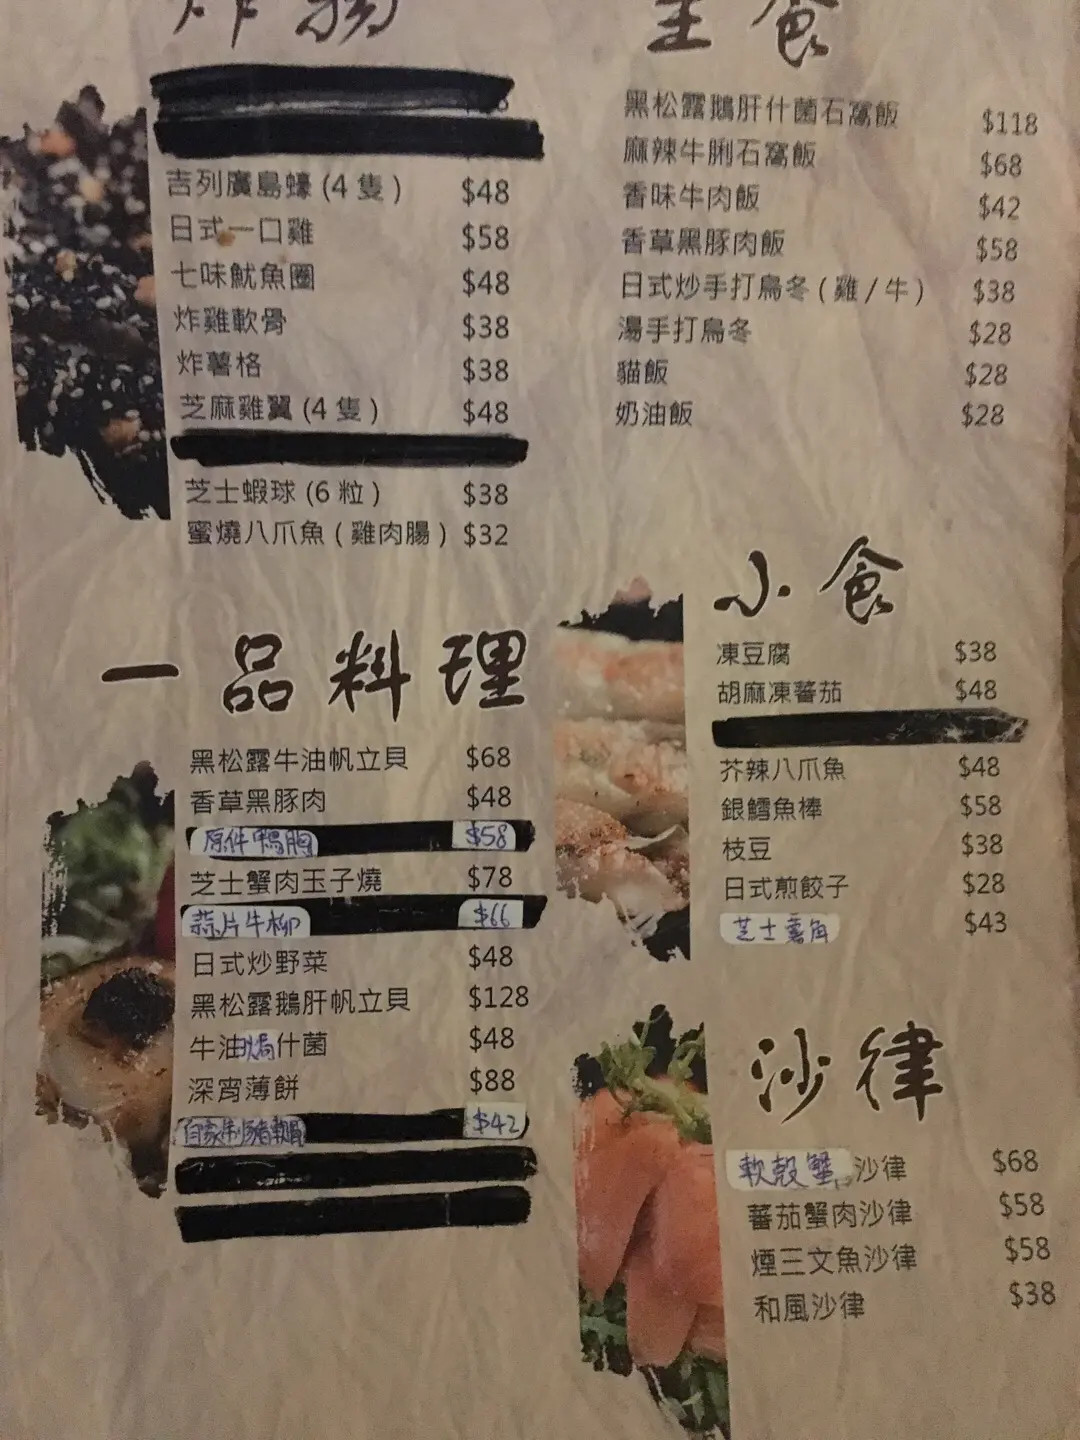 主食
吉列廣島蠔 (4 隻) $48
日式一口雞 $58
七味魷魚圈 $48
炸雞軟骨 $38
炸薯格 $38
芝麻雞翼 (4 隻) $48
芝士蝦球 (6 粒) $38
蜜燒八爪魚 ( 雞肉腸 ) $32
黑松露鵝肝什菌石窩飯 $118
麻辣牛脷石窩飯 $68
香味牛肉飯 $42
香草黑豚肉飯 $58
日式炒手打烏冬 ( 雞 / 牛 ) $38
湯手打烏冬 $28
貓飯 $28
奶油飯 $28
一品料理
黑松露牛油帆立貝 $68
香草黑豚肉 $48
原件鴨胸 $58
芝士蟹肉玉子燒 $78
蒜片牛柳 $66
日式炒野菜 $48
黑松露鵝肝帆立貝 $128
牛油焗什菌 $48
深宵薄餅 $88
自家制豬軟骨 $42
小食
凍豆腐 $38
胡麻凍蕃茄 $48
芥辣八爪魚 $48
銀鱈魚棒 $58
枝豆 $38
日式煎餃子 $28
芝士薯角 $43
沙律
軟殼蟹 沙律 $68
蕃茄蟹肉沙律 $58
煙三文魚沙律 $58
和風沙律 $38